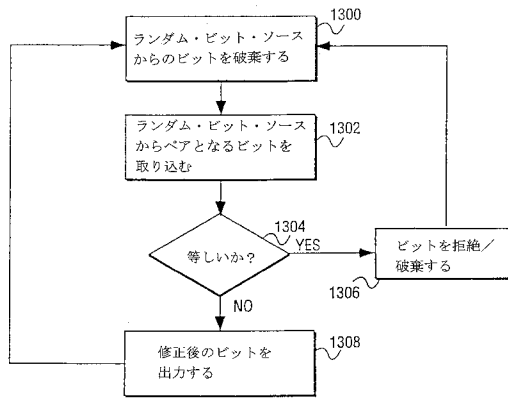 1300
ランダム・ビット・ソース
からのビットを破棄する
ランダム・ビット・ソース
からペアとなるビットを
取り込む
1302
1304
等しいか?
YES
ビットを拒絶/
破棄する
1306
NO
修正後のビットを
出力する
1308